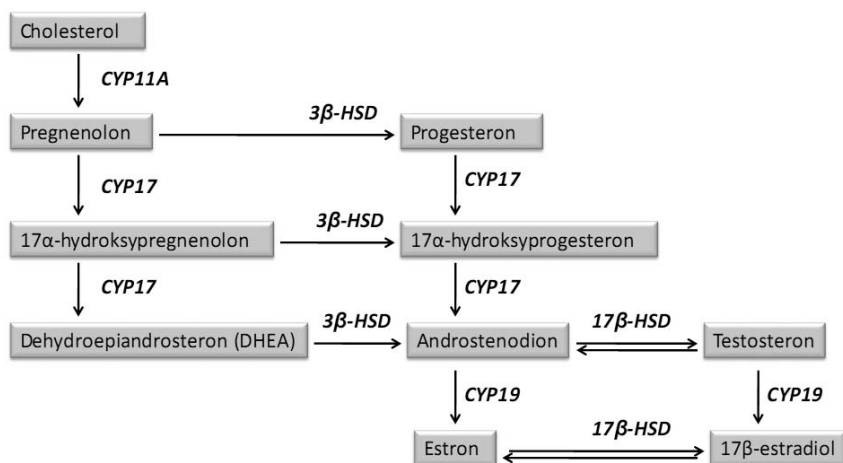 Cholesterol
CYP11A
3β-HSD
Pregnenolon
Progesteron
CYP17
CYP17
3β-HSD
17α-hydroksypregnenolon
17α-hydroksyprogesteron
CYP17
CYP17
3β-HSD
17β-HSD
Dehydroepiandrosteron (DHEA)
Androstenodion
Testosteron
CYP19
CYP19
17β-HSD
Estron
17β-estradiol